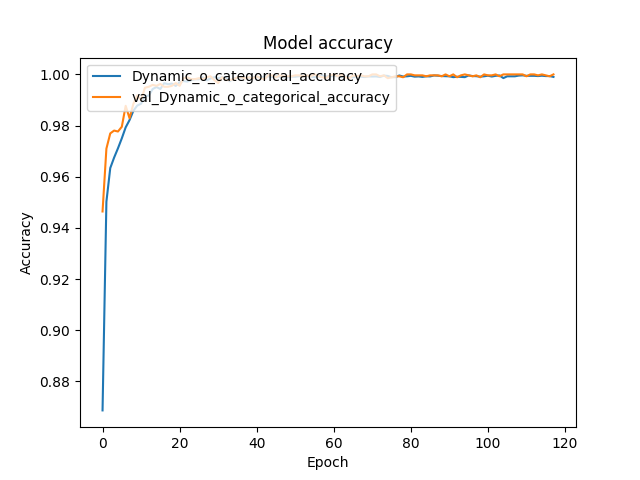 Model accuracy
Dynamic_o_categorical_accuracy
val_Dynamic_o_categorical_accuracy
1.00
0.98
0.96
0.94
0.92
0.90
0.88
Accuracy
0 20 40 60 80 100 120
Epoch